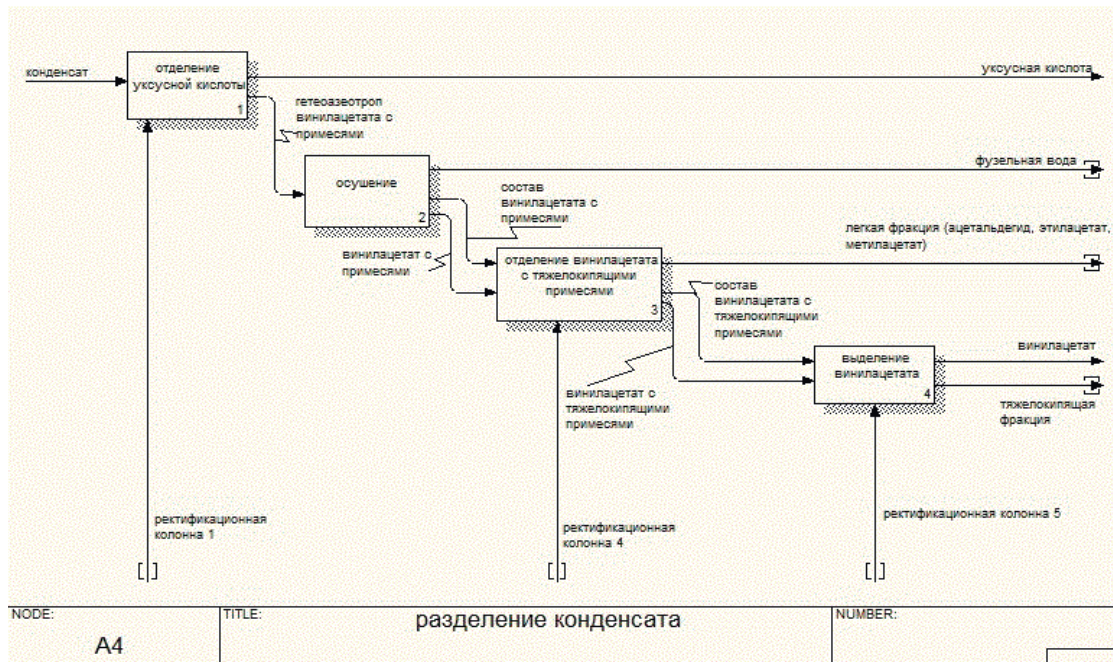 конденсат
отделение
уксусной кислоты
1
уксусная кислота
гетеоазеотроп
винилацетата с
примесями
осушение
2
фузельная вода
состав
винилацетата с
примесями
винилацетат с
примесями
легкая фракция (ацетальдегид, этилацетат,
метилацетат)
отделение винилацетата
с тяжелокипящими
примесями
3
состав
винилацетата с
тяжелокипящими
примесями
винилацетат с
тяжелокипящими
примесями
выделение
винилацетата
4
винилацетат
тяжелокипящая
фракция
ректификационная
колонна 1
ректификационная
колонна 4
ректификационная колонна 5
NODE:
A4
TITLE:
разделение конденсата
NUMBER: